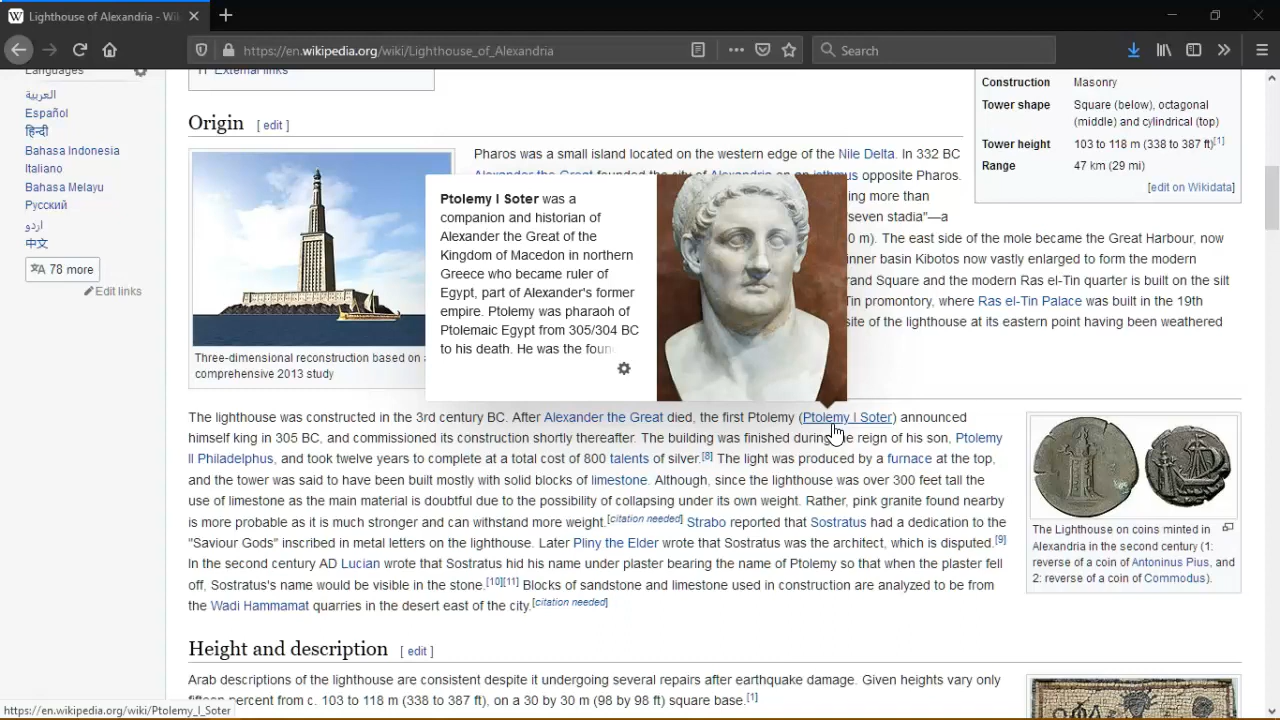 Lighthouse of Alexandria - Wiki
https://en.wikipedia.org/wiki/Lighthouse_of_Alexandria
Search
Languages
العربية
Español
हिन्दी
Bahasa Indonesia
Italiano
Bahasa Melayu
Русский
اردو
中文
78 more
Edit links
11 External links
Construction Masonry
Tower shape Square (below), octagonal
(middle) and cylindrical (top)
Tower height 103 to 118 m (338 to 387 ft)[1]
Range 47 km (29 mi)
[edit on Wikidata]
Origin [ edit ]
Three-dimensional reconstruction based on a
comprehensive 2013 study
Pharos was a small island located on the western edge of the Nile Delta. In 332 BC
Alexander the Great founded the city of Alexandria on an isthmus opposite Pharos.
ing more than
seven stadia"—a
0 m). The east side of the mole became the Great Harbour, now
inner basin Kibotos now vastly enlarged to form the modern
rand Square and the modern Ras el-Tin quarter is built on the silt
Tin promontory, where Ras el-Tin Palace was built in the 19th
site of the lighthouse at its eastern point having been weathered
Ptolemy I Soter was a
companion and historian of
Alexander the Great of the
Kingdom of Macedon in northern
Greece who became ruler of
Egypt, part of Alexander's former
empire. Ptolemy was pharaoh of
Ptolemaic Egypt from 305/304 BC
to his death. He was the foun
The lighthouse was constructed in the 3rd century BC. After Alexander the Great died, the first Ptolemy (Ptolemy I Soter) announced
himself king in 305 BC, and commissioned its construction shortly thereafter. The building was finished during the reign of his son, Ptolemy
II Philadelphus, and took twelve years to complete at a total cost of 800 talents of silver.[8] The light was produced by a furnace at the top,
and the tower was said to have been built mostly with solid blocks of limestone. Although, since the lighthouse was over 300 feet tall the
use of limestone as the main material is doubtful due to the possibility of collapsing under its own weight. Rather, pink granite found nearby
is more probable as it is much stronger and can withstand more weight.[citation needed] Strabo reported that Sostratus had a dedication to the
"Saviour Gods" inscribed in metal letters on the lighthouse. Later Pliny the Elder wrote that Sostratus was the architect, which is disputed.[9]
In the second century AD Lucian wrote that Sostratus hid his name under plaster bearing the name of Ptolemy so that when the plaster fell
off, Sostratus's name would be visible in the stone.[10][11] Blocks of sandstone and limestone used in construction are analyzed to be from
the Wadi Hammamat quarries in the desert east of the city.[citation needed]
The Lighthouse on coins minted in
Alexandria in the second century (1:
reverse of a coin of Antoninus Pius, and
2: reverse of a coin of Commodus).
Height and description [ edit ]
Arab descriptions of the lighthouse are consistent despite it undergoing several repairs after earthquake damage. Given heights vary only
fifteen percent from c. 103 to 118 m (338 to 387 ft), on a 30 by 30 m (98 by 98 ft) square base.[1]
https://en.wikipedia.org/wiki/Ptolemy_I_Soter